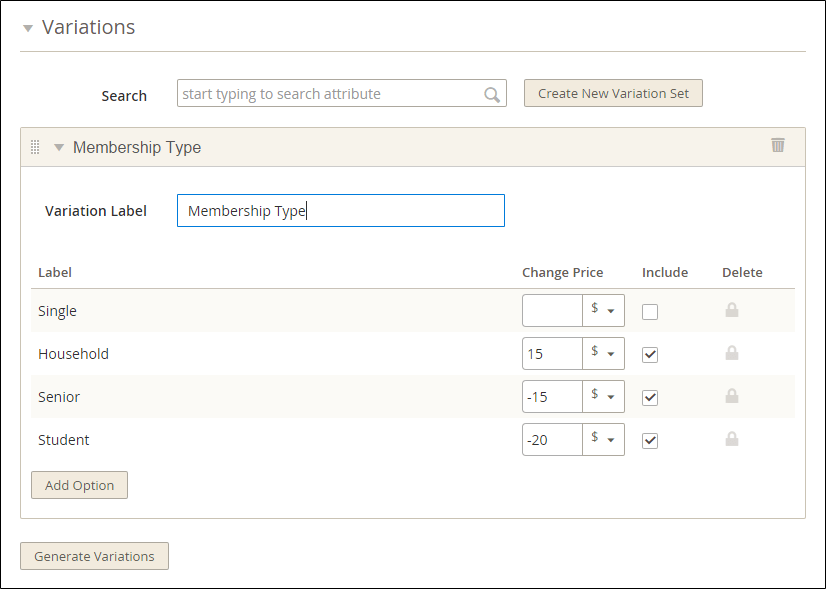 Variations
Search start typing to search attribute Create New Variation Set
Membership Type
Variation Label Membership Type
Label Change Price Include Delete
Single $
Household 15 $
Senior -15 $
Student -20 $
Add Option
Generate Variations